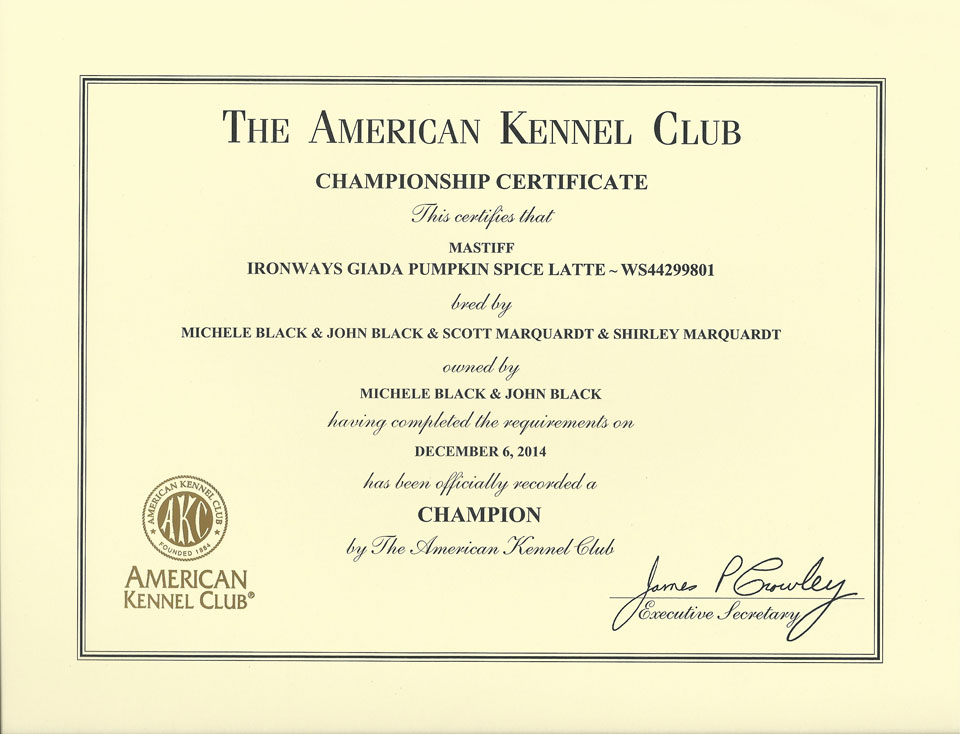 THE AMERICAN KENNEL CLUB
CHAMPIONSHIP CERTIFICATE
This certifies that
MASTIFF
IRONWAYS GIADA PUMPKIN SPICE LATTE ~ WS44299801
bred by
MICHELE BLACK & JOHN BLACK & SCOTT MARQUARDT & SHIRLEY MARQUARDT
owned by
MICHELE BLACK & JOHN BLACK
having completed the requirements on
DECEMBER 6, 2014
has been officially recorded a
CHAMPION
by The American Kennel Club
AMERICAN KENNEL CLUB
AKC
FOUNDED 1884
AMERICAN
KENNEL CLUB®
James P Crowley
Executive Secretary